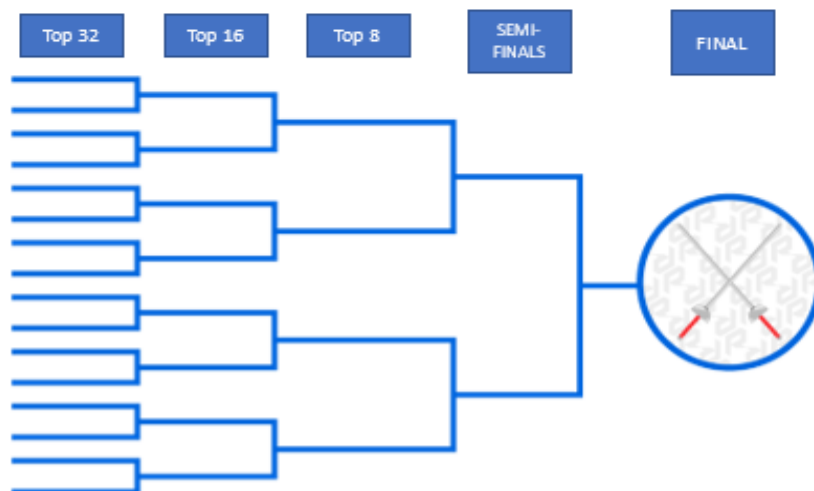 Top 32
Top 16
Top 8
SEMI-
FINALS
FINAL